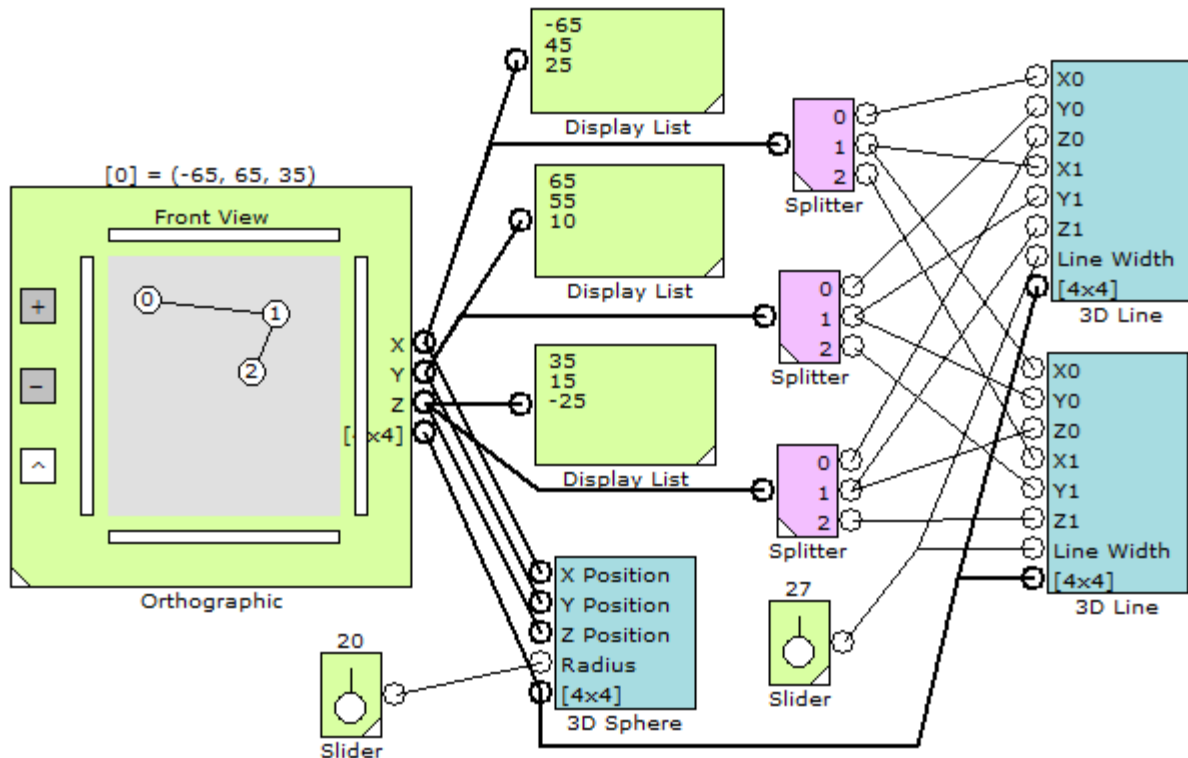 -65
45
25
Display List
[0] = (-65, 65, 35)
Front View
0
1
2
+
-
^
X
Y
Z
[4x4]
Orthographic
65
55
10
Display List
35
15
-25
Display List
0
1
2
Splitter
0
1
2
Splitter
0
1
2
Splitter
X0
Y0
Z0
X1
Y1
Z1
Line Width
[4x4]
3D Line
X0
Y0
Z0
X1
Y1
Z1
Line Width
[4x4]
3D Line
X Position
Y Position
Z Position
Radius
[4x4]
3D Sphere
20
Slider
27
Slider